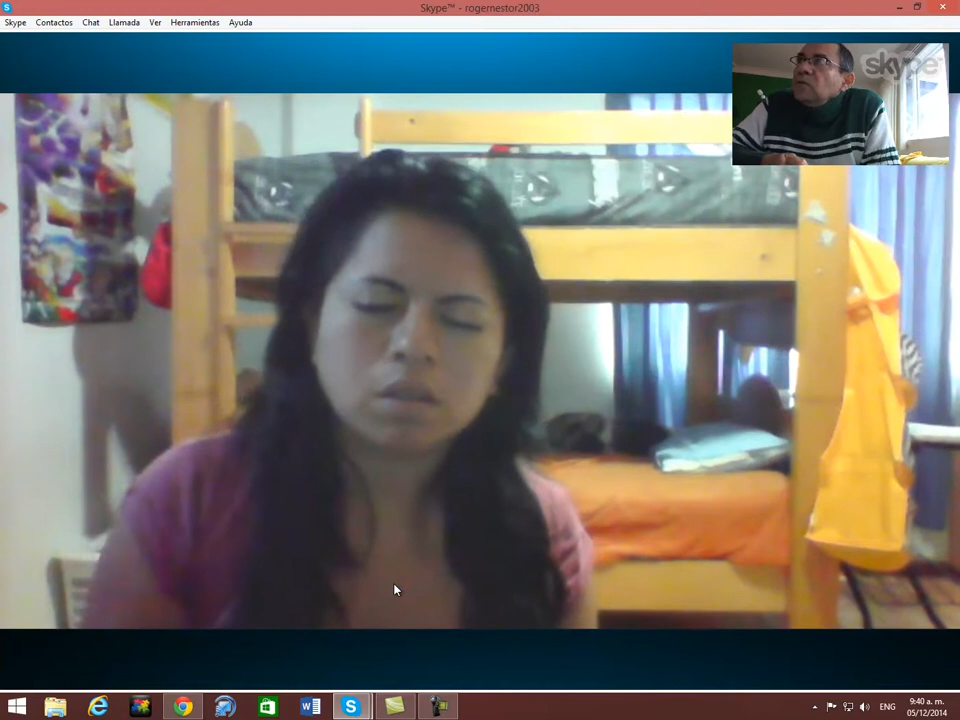 Skype™ - rogernestor2003
Skype Contactos Chat Llamada Ver Herramientas Ayuda
skype
ENG
9:40 a. m.
05/12/2014